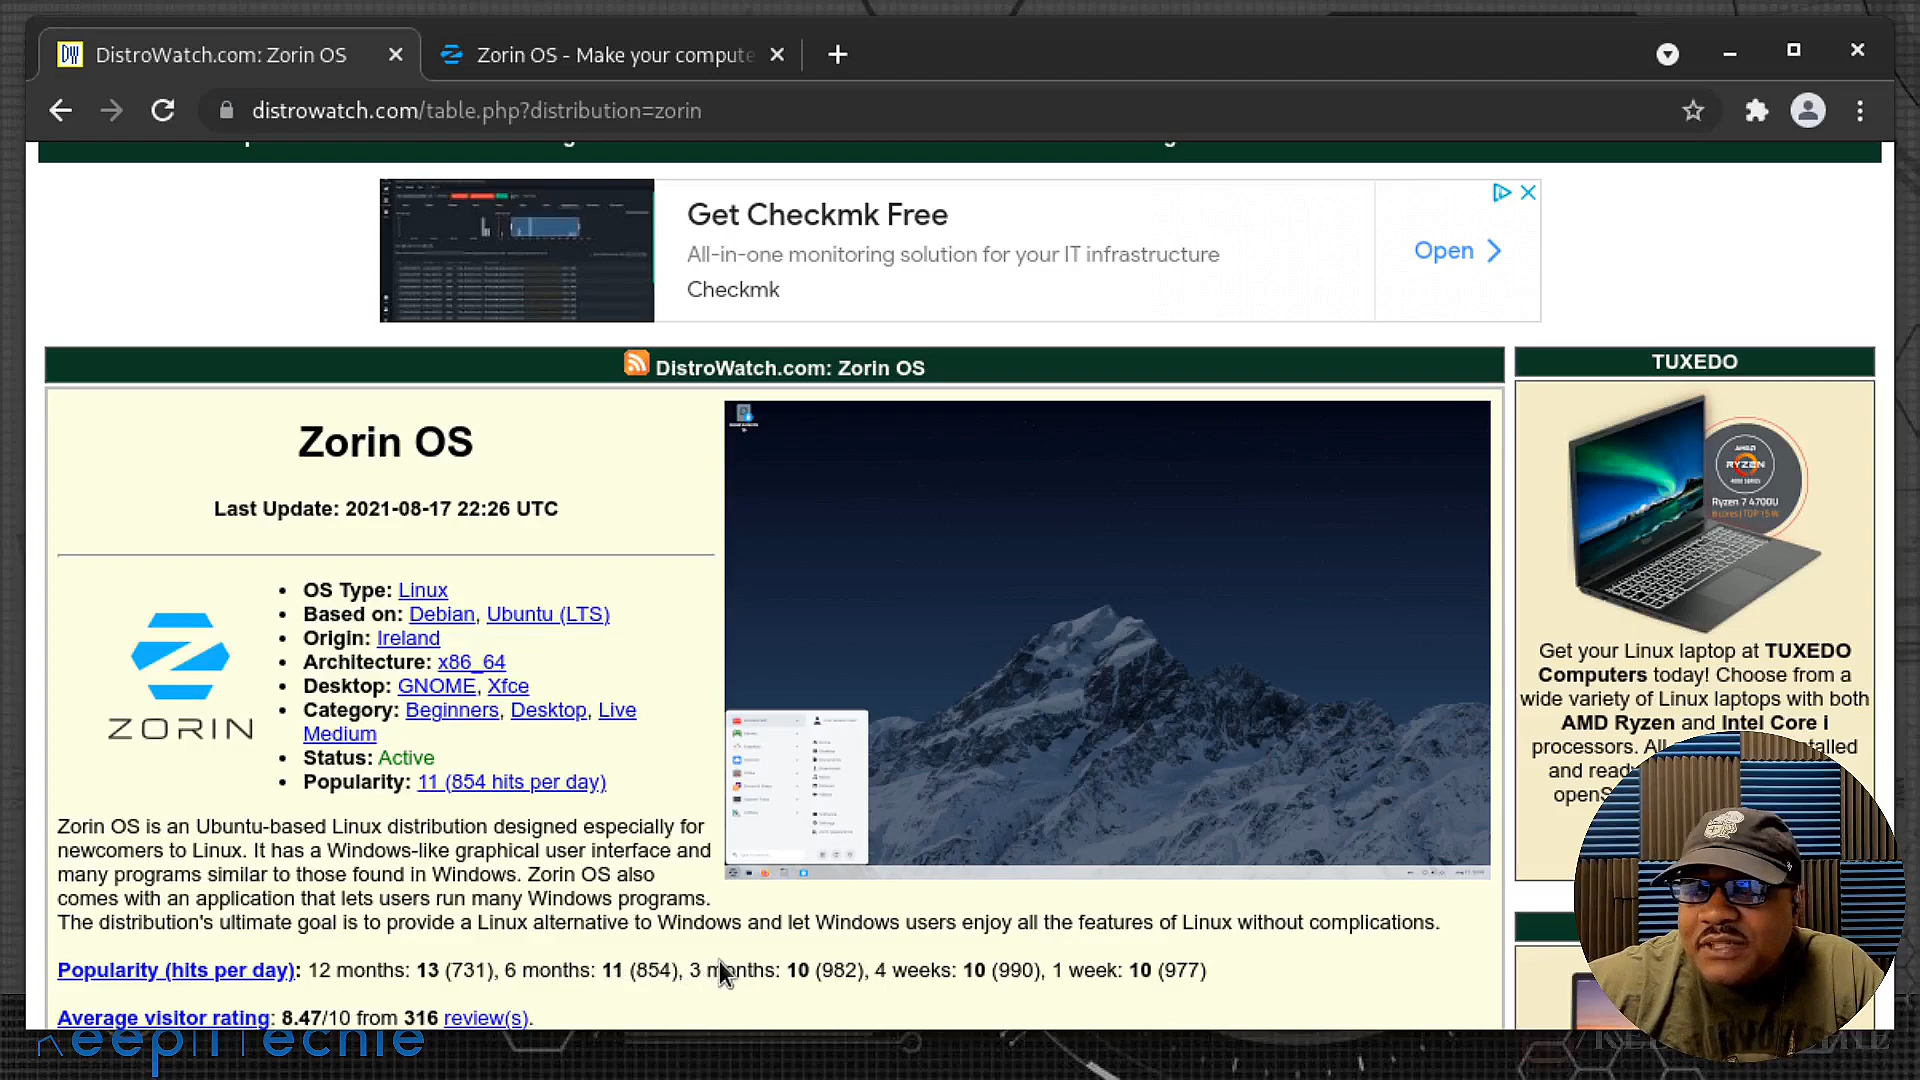 DistroWatch.com: Zorin OS
Zorin OS - Make your compute
distrowatch.com/table.php?distribution=zorin
Get Checkmk Free
All-in-one monitoring solution for your IT infrastructure
Checkmk
Open
DistroWatch.com: Zorin OS
TUXEDO
Zorin OS
Last Update: 2021-08-17 22:26 UTC
ZORIN
• OS Type: Linux
• Based on: Debian, Ubuntu (LTS)
• Origin: Ireland
• Architecture: x86_64
• Desktop: GNOME, Xfce
• Category: Beginners, Desktop, Live
Medium
• Status: Active
• Popularity: 11 (854 hits per day)
Zorin OS is an Ubuntu-based Linux distribution designed especially for
newcomers to Linux. It has a Windows-like graphical user interface and
many programs similar to those found in Windows. Zorin OS also
comes with an application that lets users run many Windows programs.
The distribution's ultimate goal is to provide a Linux alternative to Windows and let Windows users enjoy all the features of Linux without complications.
Popularity (hits per day): 12 months: 13 (731), 6 months: 11 (854), 3 months: 10 (982), 4 weeks: 10 (990), 1 week: 10 (977)
Average visitor rating: 8.47/10 from 316 review(s).
AMD
RYZEN
Ryzen 7 4700U
Get your Linux laptop at TUXEDO
Computers today! Choose from a
wide variety of Linux laptops with both
AMD Ryzen and Intel Core i
processors. All